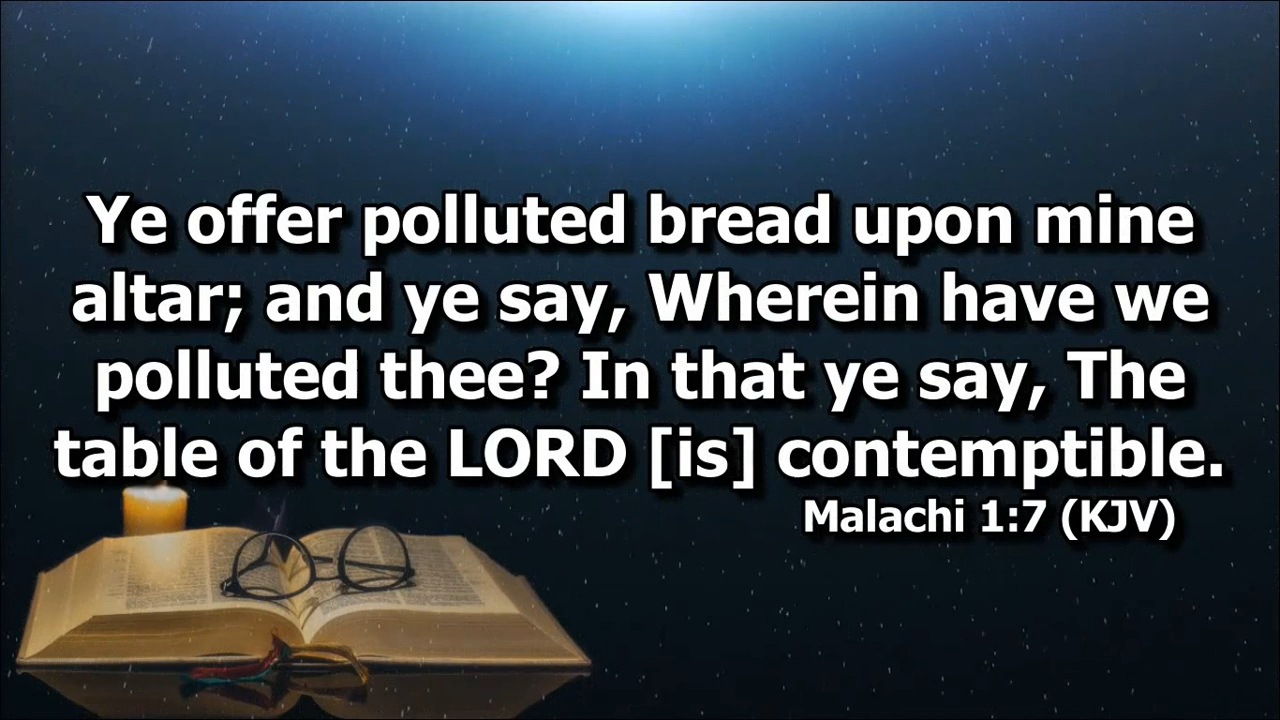 Ye offer polluted bread upon mine
altar; and ye say, Wherein have we
polluted thee? In that ye say, The
table of the LORD [is] contemptible.
Malachi 1:7 (KJV)